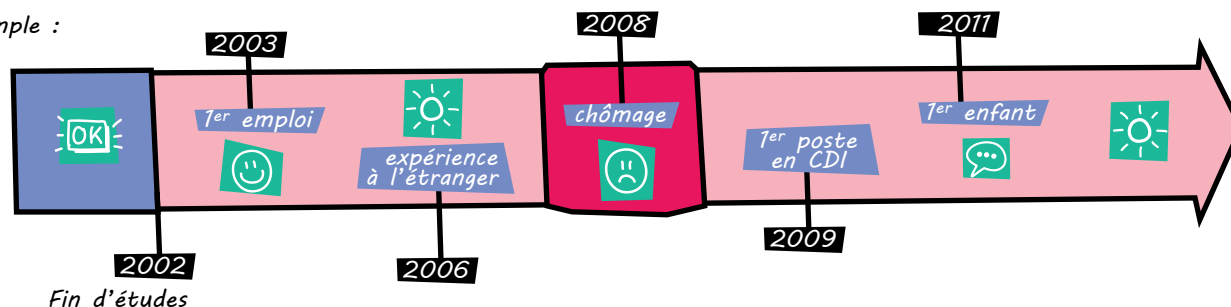 mple :
2003
2008
2011
OK
1er emploi
expérience
à l'étranger
chômage
1er poste
en CDI
1er enfant
2002
2006
2009
Fin d'études